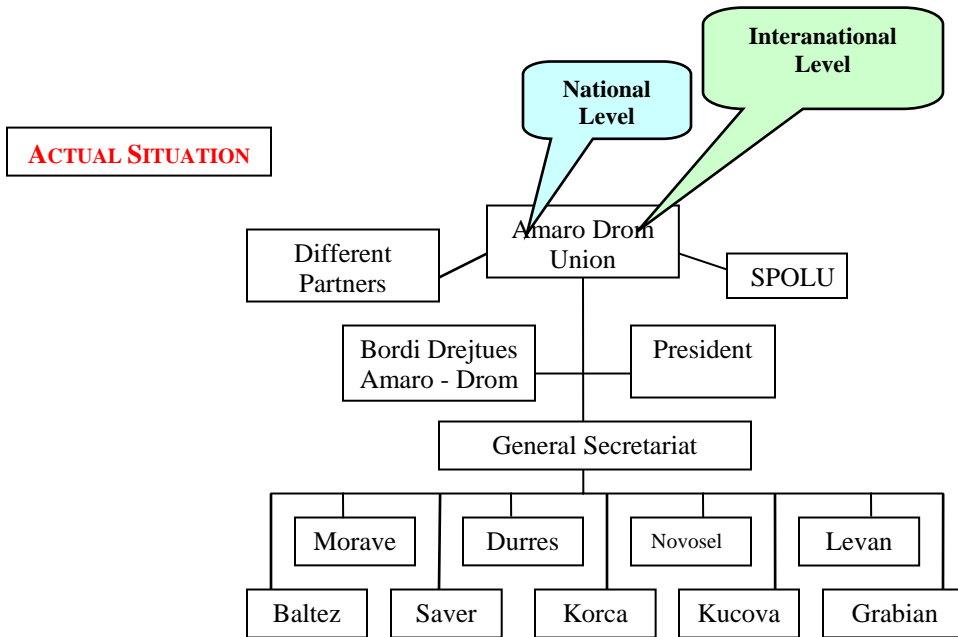 Interanational
Level
National
Level
ACTUAL SITUATION
Amaro Drom
Union
Different
Partners
SPOLU
Bordi Drejtues
Amaro - Drom
President
General Secretariat
Morave
Durres
Novosel
Levan
Baltez
Saver
Korca
Kucova
Grabian